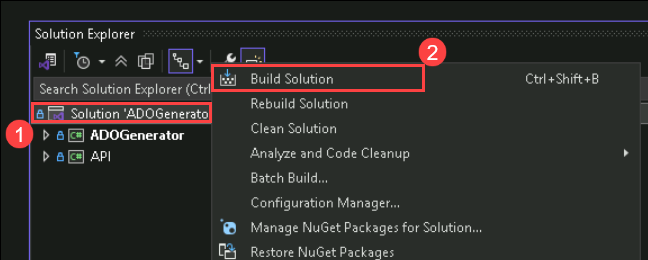 Solution Explorer
2
Build Solution Ctrl+Shift+B
Search Solution Explorer (Ctrl
Rebuild Solution
1
Solution 'ADOGenerato
Clean Solution
ADOGenerator
Analyze and Code Cleanup
API
Batch Build...
Configuration Manager...
Manage NuGet Packages for Solution...
Restore NuGet Packages